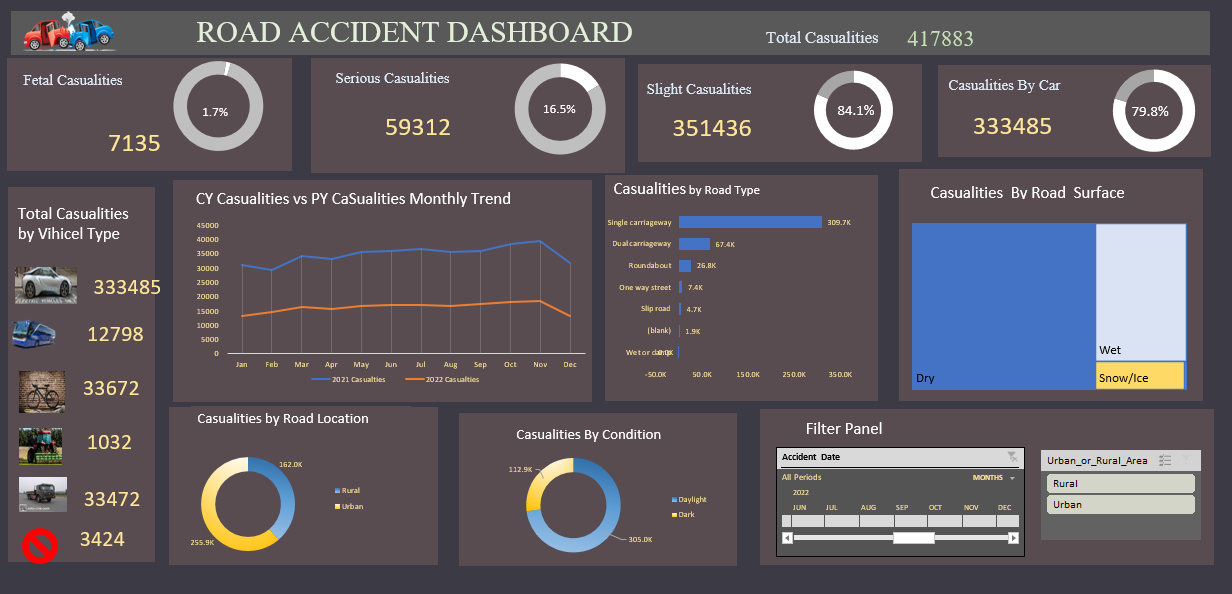 ROAD ACCIDENT DASHBOARD
Total Casualities 417883
Fetal Casualities
1.7%
7135
Serious Casualities
16.5%
59312
Slight Casualities
84.1%
351436
Casualities By Car
79.8%
333485
Total Casualities
by Vihicel Type
333485
12798
33672
1032
33472
3424
CY Casualities vs PY CaSualities Monthly Trend
45000
40000
35000
30000
25000
20000
15000
10000
5000
0
Jan Feb Mar Apr May Jun Jul Aug Sep Oct Nov Dec
2021 Casualties 2022 Casualties
Casualities by Road Type
Single carriageway 309.7K
Dual carriageway 67.4K
Roundabout 26.8K
One way street 7.4K
Slip road 4.7K
(blank) 1.9K
Wet or damp
-50.0K 50.0K 150.0K 250.0K 350.0K
Casualities By Road Surface
Dry
Wet
Snow/Ice
Casualities by Road Location
162.0K
255.9K
Rural
Urban
Casualities By Condition
112.9K
305.0K
Daylight
Dark
Filter Panel
Accident Date
All Periods MONTHS
2022
JUN JUL AUG SEP OCT NOV DEC
Urban_or_Rural_Area
Rural
Urban